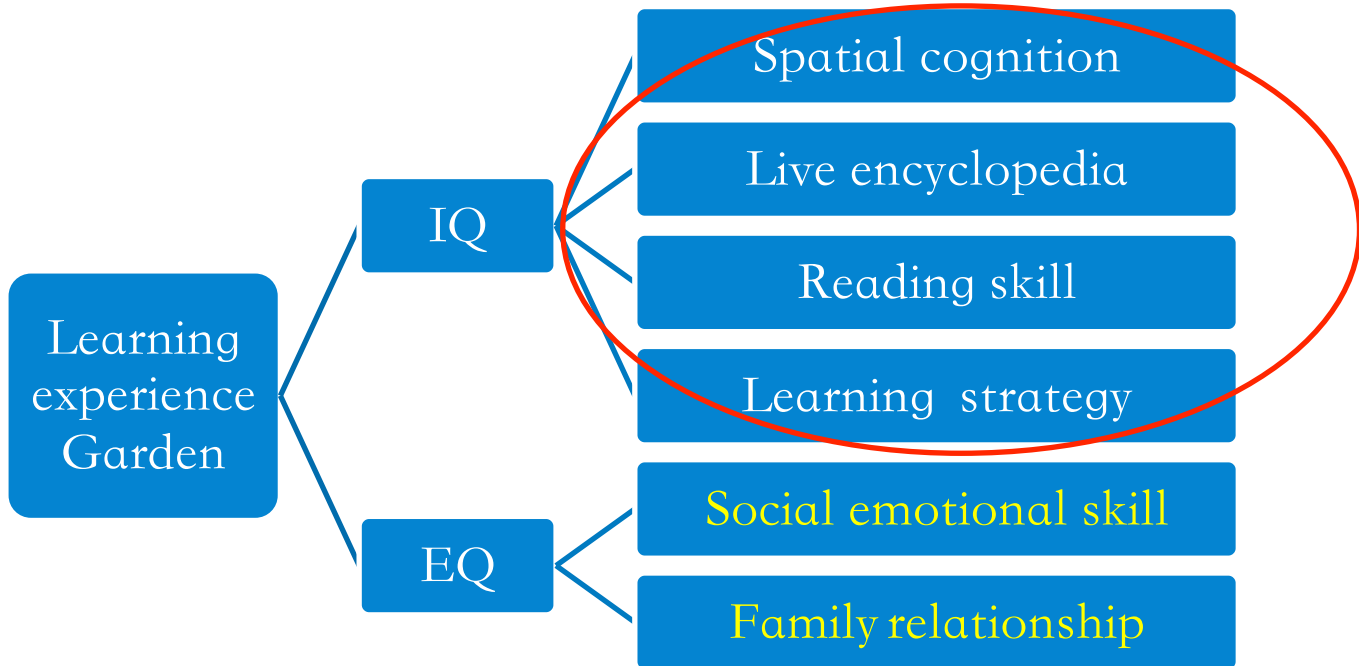 Spatial cognition
Live encyclopedia
IQ
Reading skill
Learning
experience
Garden
Learning strategy
Social emotional skill
EQ
Family relationship